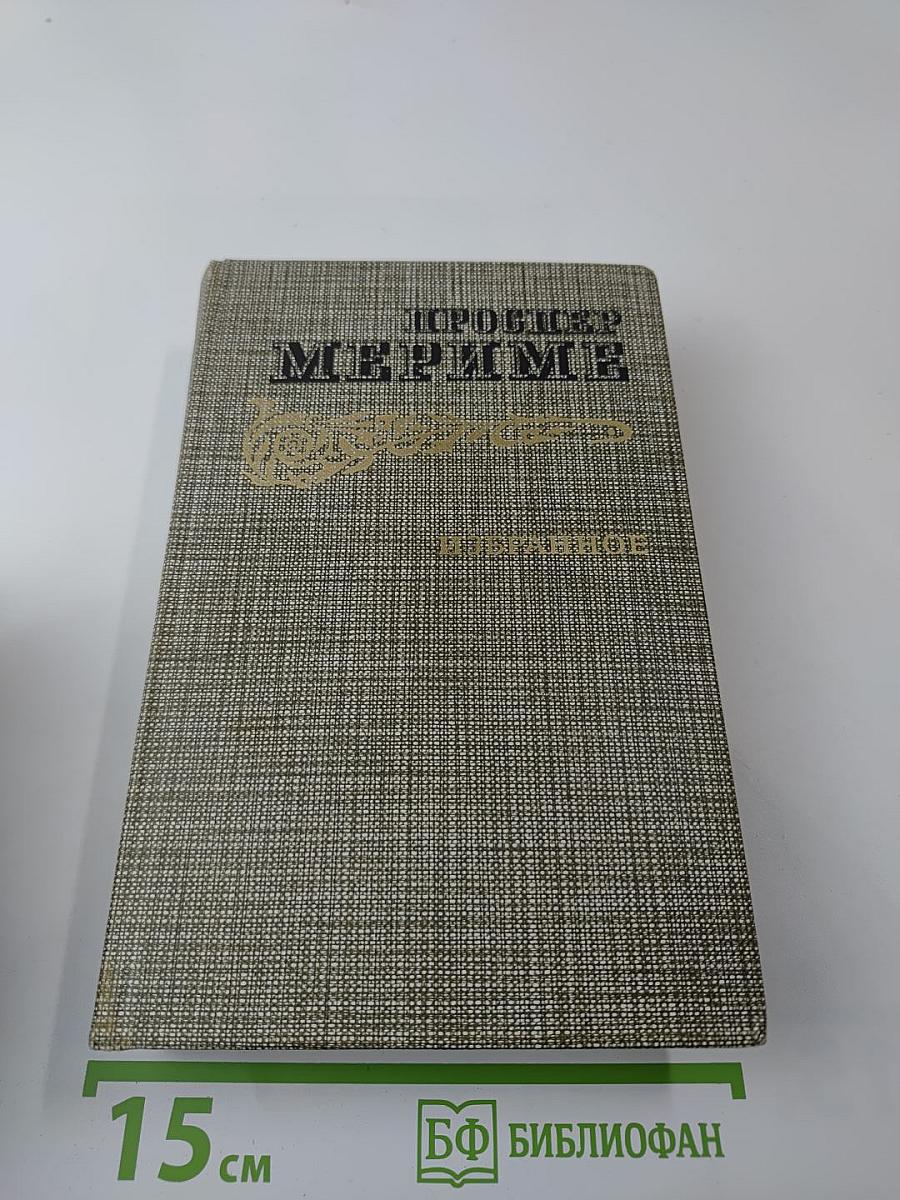 ПРОСПЕР
МЕРИМЕ
ИЗБРАННОЕ
15 см
БФ БИБЛИОФАН